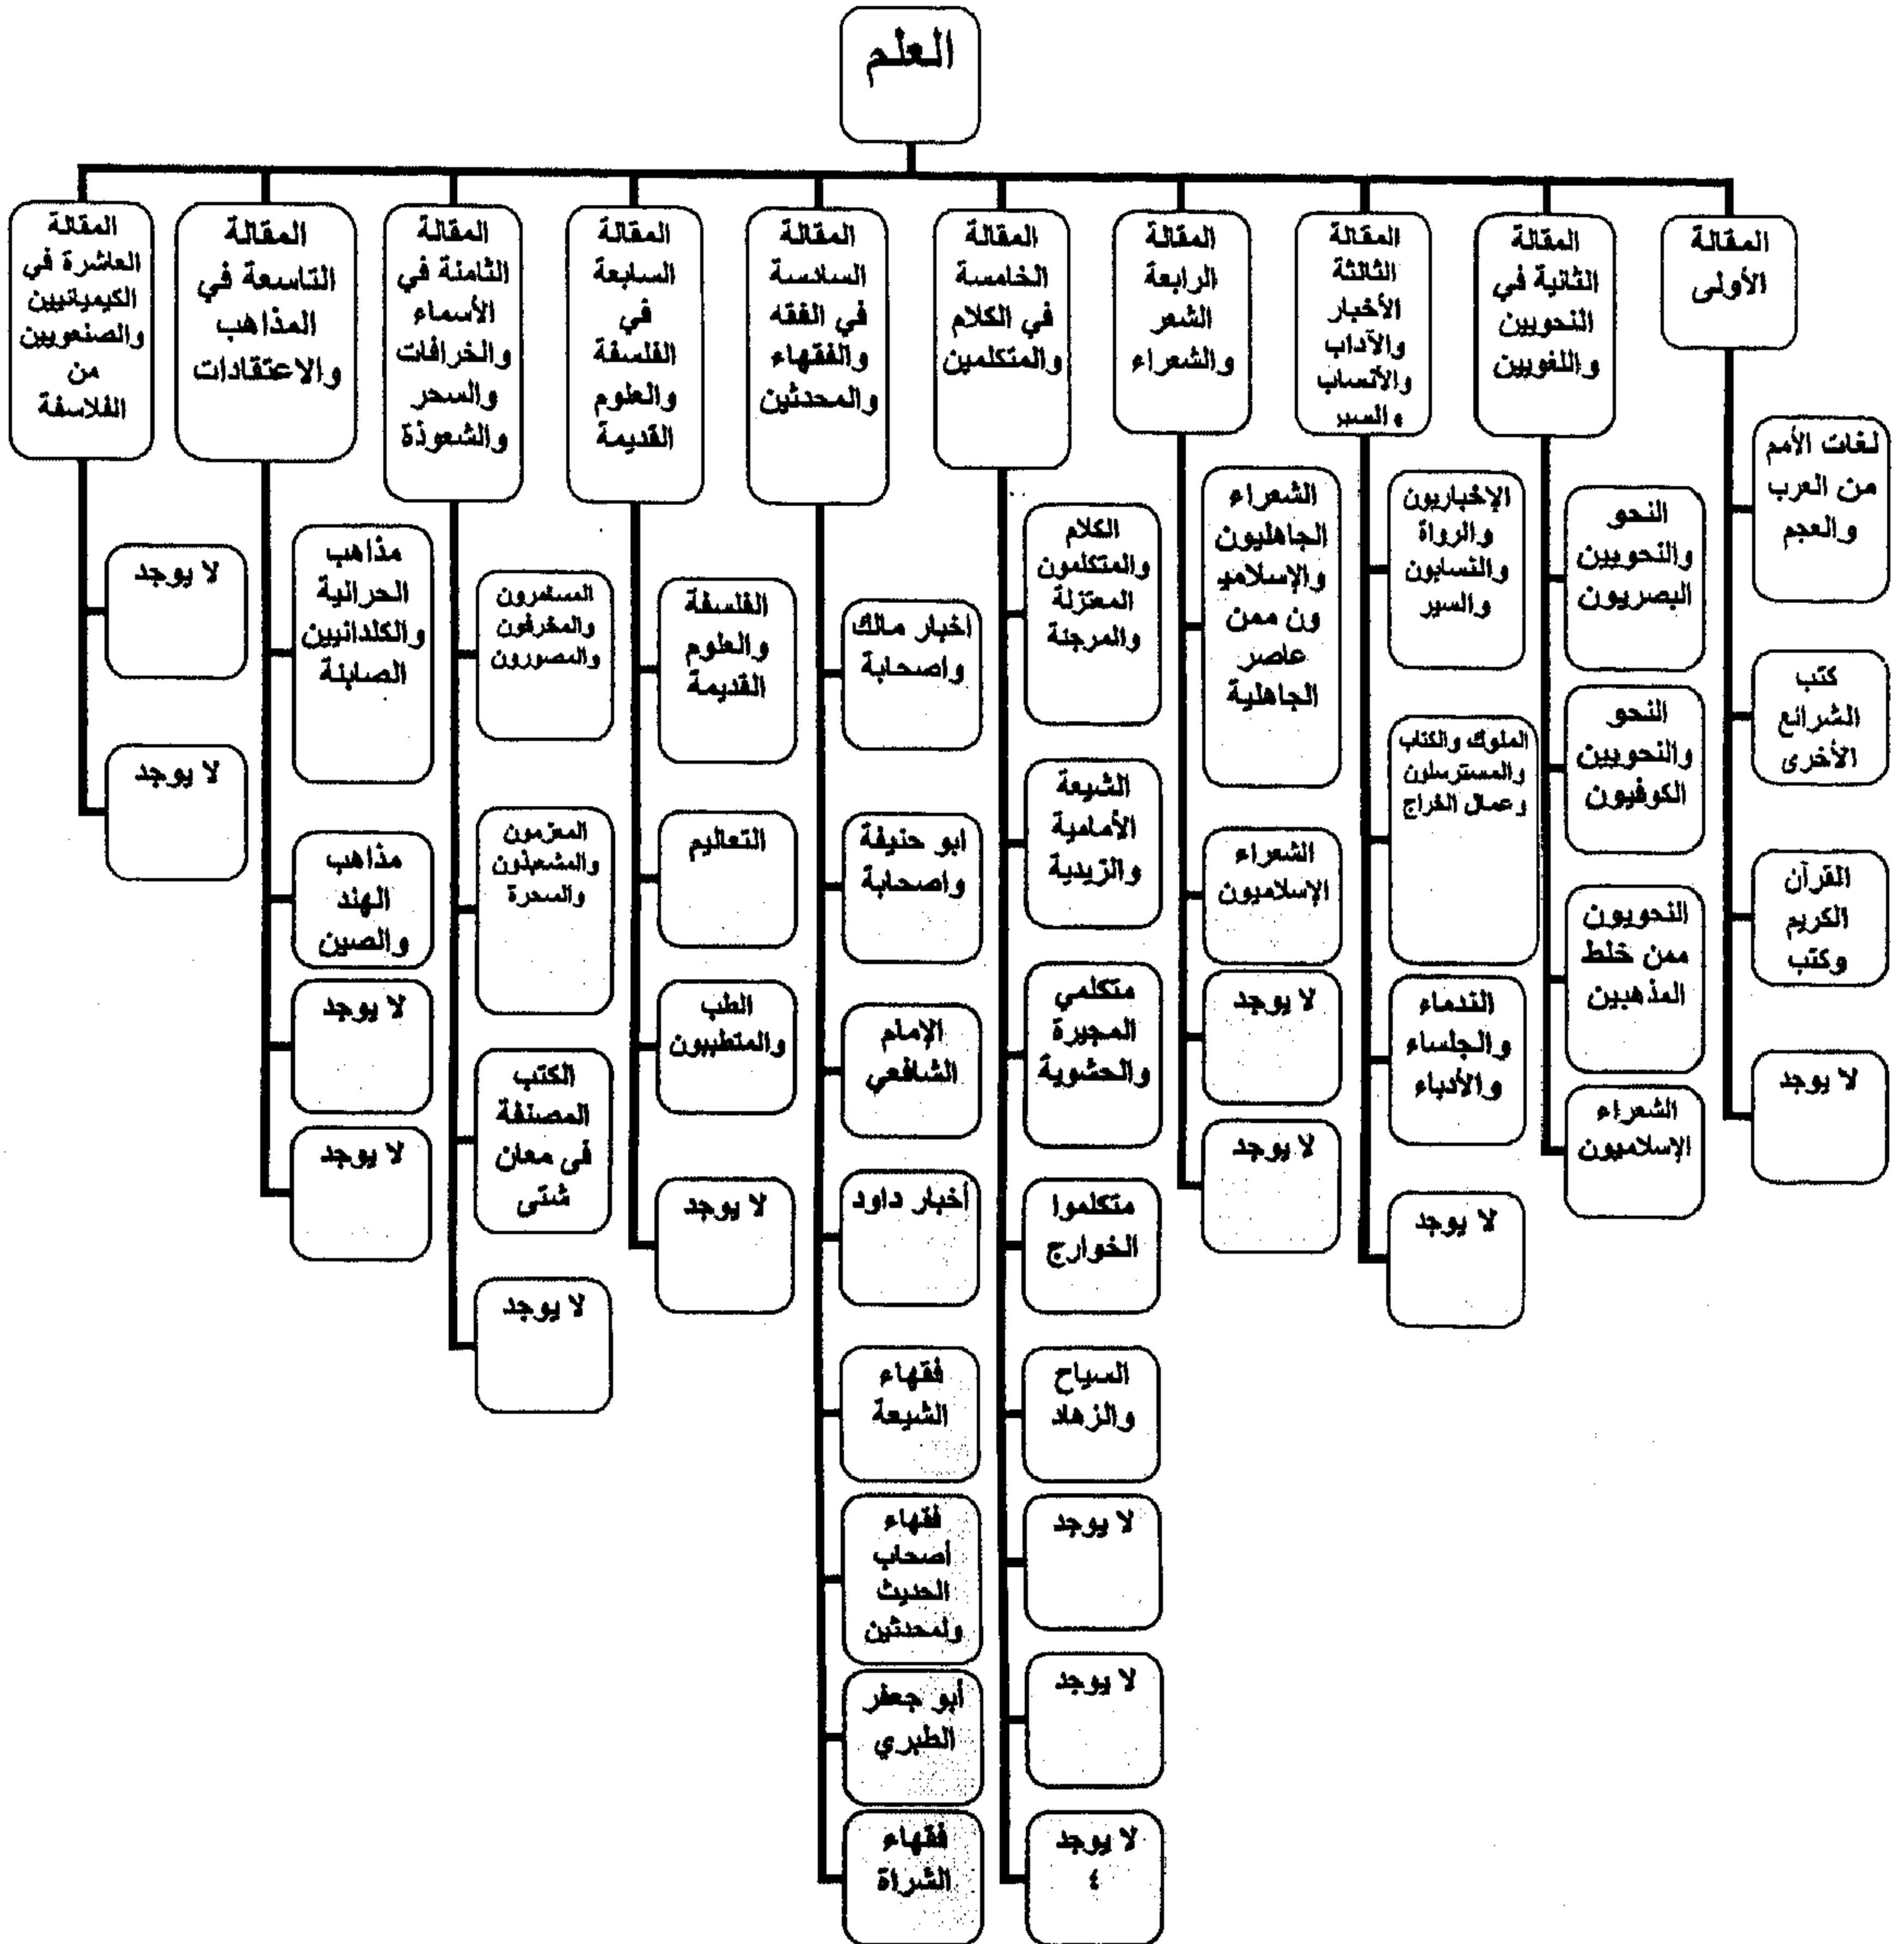 العلم
المقالة
الأولى
لغات الأمم
من العرب
والعجم
كتب
الشرائع
الأخرى
القرآن
الكريم
وكتب
لا يوجد
المقالة
الثانية في
النحويين
واللغويين
النحو
والنحويين
البصريون
النحو
والنحويين
الكوفيون
النحويون
ممن خلط
المذهبين
الشعراء
الإسلاميون
المقالة
الثالثة
الأخبار
والآداب
والأنساب
والسير
الإخباريون
والرواة
والنسابون
والسير
الملوك والكتاب
والمسترسلون
وعمال الخراج
الندماء
والجلساء
والأدباء
لا يوجد
المقالة
الرابعة
الشعر
والشعراء
الشعراء
الجاهليون
والإسلامي
ون ممن
عاصر
الجاهلية
الشعراء
الإسلاميون
لا يوجد
لا يوجد
المقالة
الخامسة
في الكلام
والمتكلمين
الكلام
والمتكلمون
المعتزلة
والمرجئة
الشيعة
الأمامية
والزيدية
متكلمي
المجبرة
والحشوية
متكلموا
الخوارج
السياح
والزهاد
لا يوجد
لا يوجد
لا يوجد
٤
المقالة
السادسة
في الفقه
والفقهاء
والمحدثين
أخبار مالك
واصحابة
ابو حنيفة
واصحابة
الإمام
الشافعي
أخبار داود
فقهاء
الشيعة
فقهاء
أصحاب
الحديث
ولمحدثين
أبو جعفر
الطبري
فقهاء
الشراة
المقالة
السابعة
في
الفلسفة
والعلوم
القديمة
الفلسفة
والعلوم
القديمة
التعاليم
الطب
والمتطببون
لا يوجد
المقالة
الثامنة في
الأسماء
والخرافات
والسحر
والشعوذة
المسامرون
والمخرفون
والمصورون
المعزمون
والمشعبذون
والسحرة
الكتب
المصنفة
فى معان
شتى
لا يوجد
المقالة
التاسعة في
المذاهب
والاعتقادات
مذاهب
الحرانية
والكلدانيين
الصابئة
مذاهب
الهند
والصين
لا يوجد
لا يوجد
المقالة
العاشرة في
الكيميائيين
والصنعويين
من
الفلاسفة
لا يوجد
لا يوجد